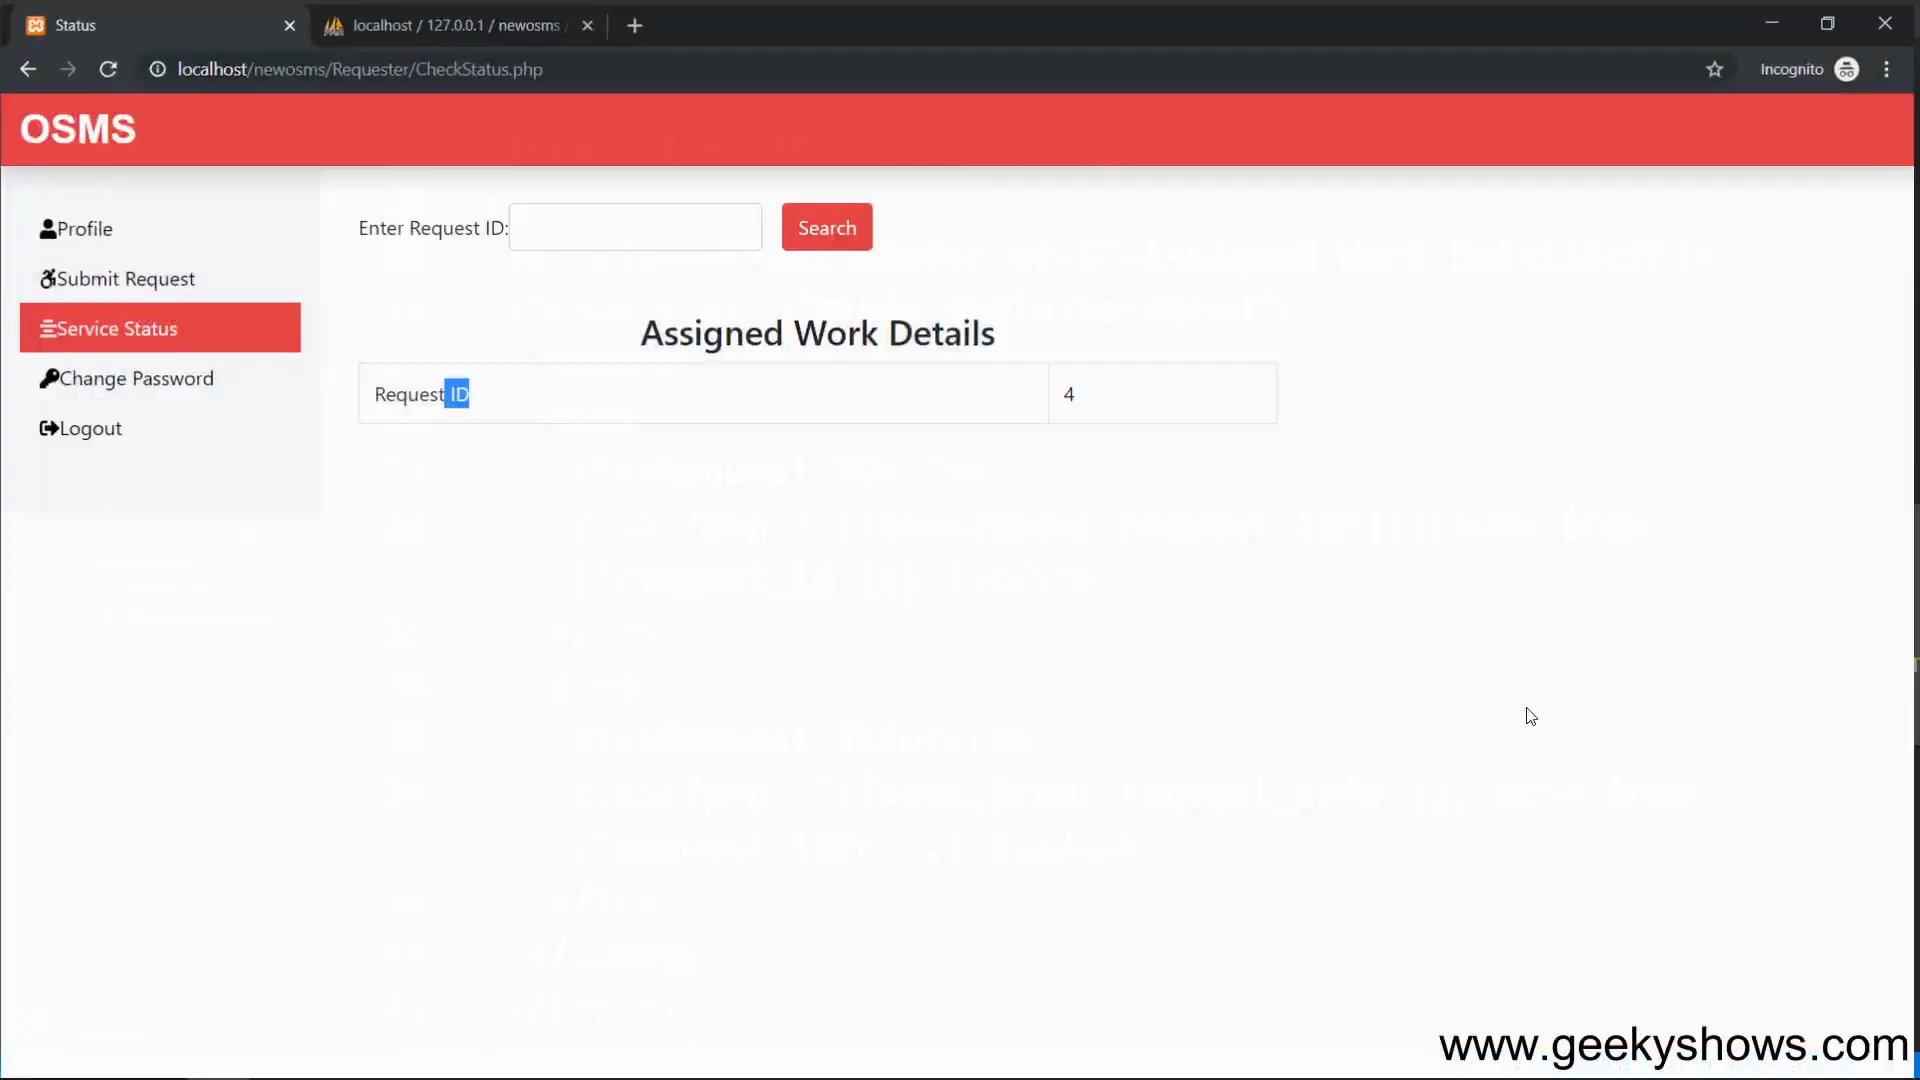 Status
localhost / 127.0.0.1 / newosms /
localhost/newosms/Requester/CheckStatus.php
Incognito
OSMS
Profile
Submit Request
Service Status
Change Password
Logout
Enter Request ID:
Search
Assigned Work Details
Request ID
4
www.geekyshows.com